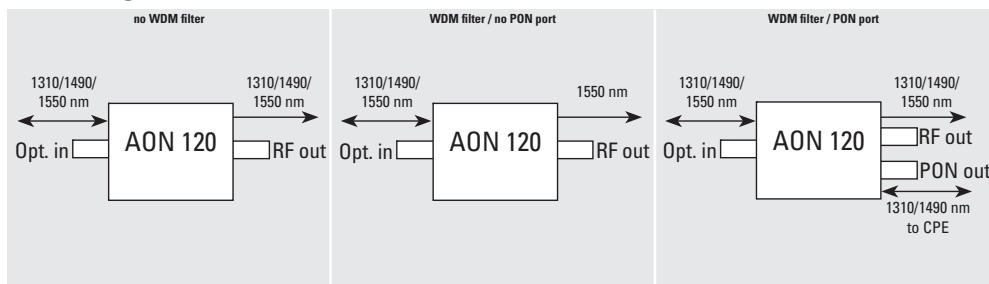 no WDM filter
1310/1490/
1550 nm
1310/1490/
1550 nm
Opt. in
AON 120
RF out
WDM filter / no PON port
1310/1490/
1550 nm
1550 nm
Opt. in
AON 120
RF out
WDM filter / PON port
1310/1490/
1550 nm
1310/1490/
1550 nm
Opt. in
AON 120
RF out
PON out
1310/1490 nm
to CPE